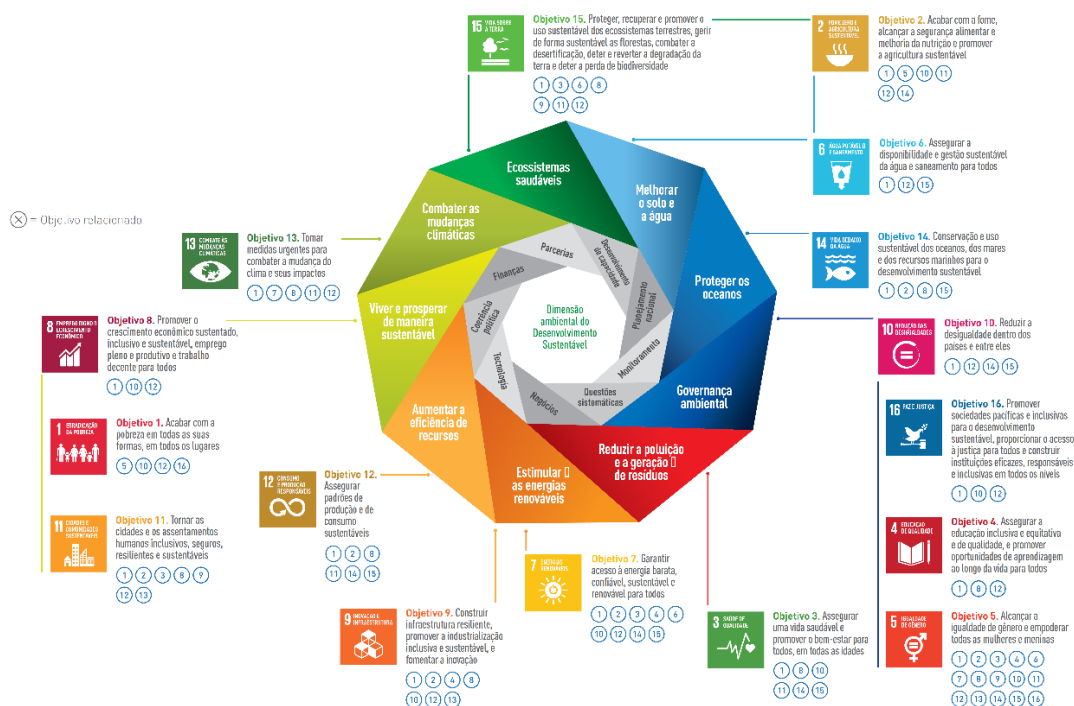 15 VIDA SOBRE
A TERRA
Objetivo 15. Proteger, recuperar e promover o
uso sustentável dos ecossistemas terrestres, gerir
de forma sustentável as florestas, combater a
desertificação, deter e reverter a degradação da
terra e deter a perda de biodiversidade
1 3 6 8
9 11 12
2 FOME ZERO E
AGRICULTURA
SUSTENTÁVEL
Objetivo 2. Acabar com a fome,
alcançar a segurança alimentar e
melhoria da nutrição e promover
a agricultura sustentável
1 5 10 11
12 14
6 ÁGUA POTÁVEL E
E SANEAMENTO
Objetivo 6. Assegurar a
disponibilidade e gestão sustentável
da água e saneamento para todos
1 12 15
14 VIDA DEBAIXO
DA ÁGUA
Objetivo 14. Conservação e uso
sustentável dos oceanos, dos mares
e dos recursos marinhos para o
desenvolvimento sustentável
1 2 8 15
10 REDUÇÃO DAS
DESIGUALDADES
Objetivo 10. Reduzir a
desigualdade dentro dos
países e entre eles
1 12 14 15
16 PAZ E JUSTIÇA
Objetivo 16. Promover
sociedades pacíficas e inclusivas
para o desenvolvimento
sustentável, proporcionar o acesso
à justiça para todos e construir
instituições eficazes, responsáveis
e inclusivas em todos os níveis
1 10 12
4 EDUCAÇÃO
DE QUALIDADE
Objetivo 4. Assegurar a
educação inclusiva e equitativa
e de qualidade, e promover
oportunidades de aprendizagem
ao longo da vida para todos
1 8 12
5 IGUALDADE
DE GÊNERO
Objetivo 5. Alcançar a
igualdade de gênero e empoderar
todas as mulheres e meninas
1 2 3 4 6
7 8 9 10 11
12 13 14 15 16
3 SAÚDE DE
QUALIDADE
Objetivo 3. Assegurar
uma vida saudável e
promover o bem-estar para
todos, em todas as idades
1 8 10
11 14 15
7 ENERGIAS
RENOVÁVEIS
Objetivo 7. Garantir
acesso à energia barata,
confiável, sustentável e
renovável para todos
1 2 3 4 6
10 12 14 15
9 INOVAÇÃO E
INFRAESTRUTURA
Objetivo 9. Construir
infraestrutura resiliente,
promover a industrialização
inclusiva e sustentável, e
fomentar a inovação
1 2 4 8
10 12 13
12 CONSUMO
E PRODUÇÃO
RESPONSÁVEIS
Objetivo 12.
Assegurar
padrões de
produção e de
consumo
sustentáveis
1 2 8
11 14 15
11 CIDADES E
COMUNIDADES
SUSTENTÁVEIS
Objetivo 11. Tornar as
cidades e os assentamentos
humanos inclusivos, seguros,
resilientes e sustentáveis
1 2 3 8 9
12 13
1 ERRADICAÇÃO
DA POBREZA
Objetivo 1. Acabar com a
pobreza em todas as suas
formas, em todos os lugares
5 10 12 16
8 EMPREGO DIGNO E
CRESCIMENTO
ECONÔMICO
Objetivo 8. Promover o
crescimento econômico sustentado,
inclusivo e sustentável, emprego
pleno e produtivo e trabalho
decente para todos
1 10 12
13 COMBATE ÀS
MUDANÇAS
CLIMÁTICAS
Objetivo 13. Tomar
medidas urgentes para
combater a mudança do
clima e seus impactos
1 7 8 11 12
X = Objetivo relacionado
Ecossistemas
saudáveis
Melhorar
o solo e
a água
Proteger os
oceanos
Governança
ambiental
Reduzir a poluição
e a geração
de resíduos
Estimular
as energias
renováveis
Aumentar a
eficiência de
recursos
Viver e prosperar
de maneira
sustentável
Combater as
mudanças
climáticas
Parcerias
Desenvolvimento
de capacidade
Planejamento
nacional
Monitoramento
Questões
sistemáticas
Negócios
Tecnologia
Coerência
política
Finanças
Dimensão
ambiental do
Desenvolvimento
Sustentável